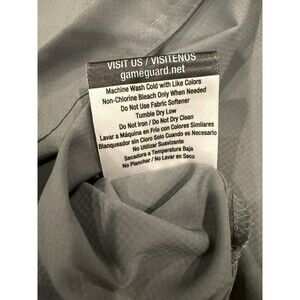 VISIT US / VISITENOS
gameguard.net
Machine Wash Cold with Like Colors
Non-Chlorine Bleach Only When Needed
Do Not Use Fabric Softener
Tumble Dry Low
Do Not Iron / Do Not Dry Clean
Lavar a Máquina en Frio con Colores Similares
Blanqueador sin Cloro Solo Cuando es Necesario
No Utilizar Suavizante
Secadora a Temperatura Baja
No Planchar / No Lavar en Seco